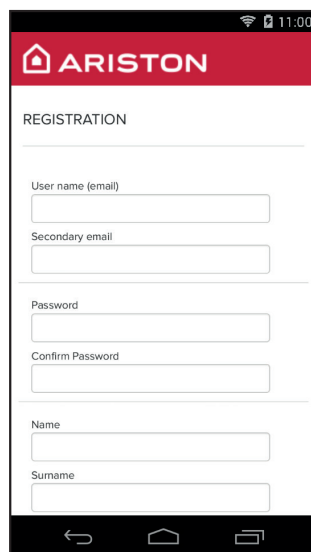 11:00
ARISTON
REGISTRATION
User name (email)
Secondary email
Password
Confirm Password
Name
Surname